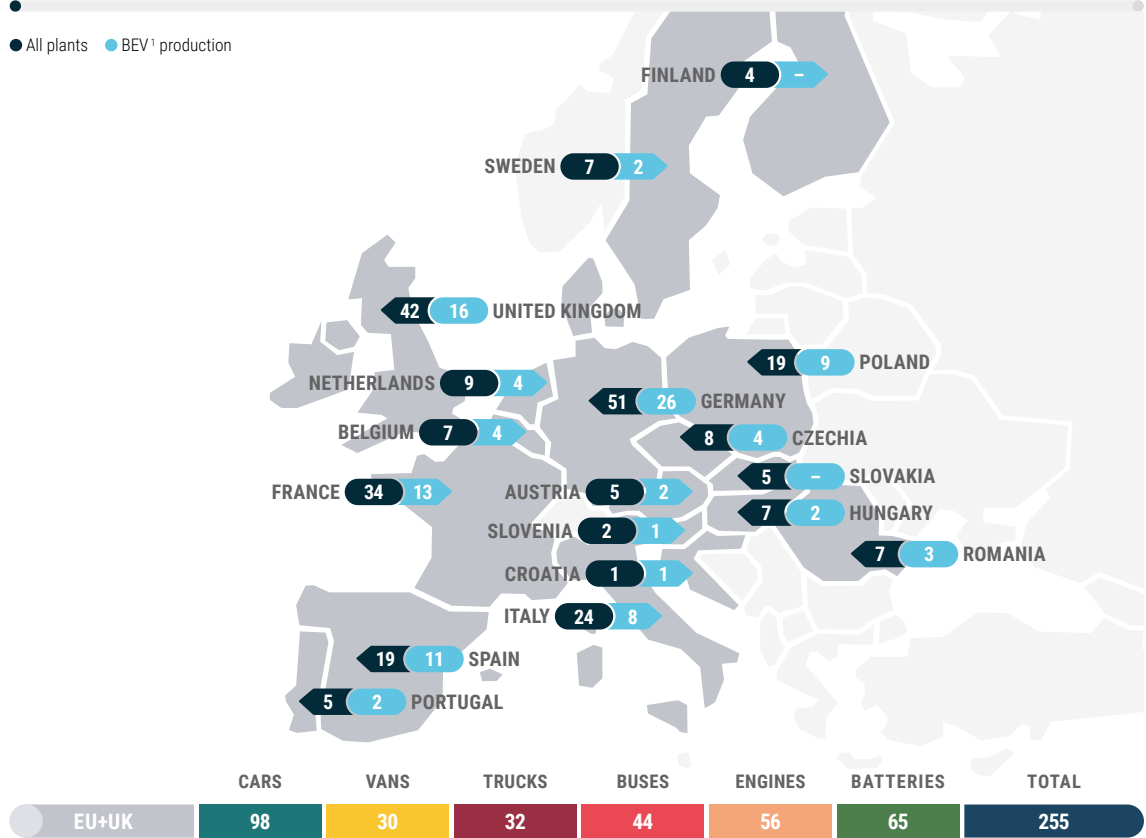 All plants BEV¹ production
FINLAND 4 –
SWEDEN 7 2
42 16 UNITED KINGDOM
19 9 POLAND
NETHERLANDS 9 4
51 26 GERMANY
BELGIUM 7 4
8 4 CZECHIA
5 – SLOVAKIA
FRANCE 34 13
AUSTRIA 5 2
7 2 HUNGARY
SLOVENIA 2 1
7 3 ROMANIA
CROATIA 1 1
ITALY 24 8
19 11 SPAIN
5 2 PORTUGAL
CARS VANS TRUCKS BUSES ENGINES BATTERIES TOTAL
EU+UK 98 30 32 44 56 65 255